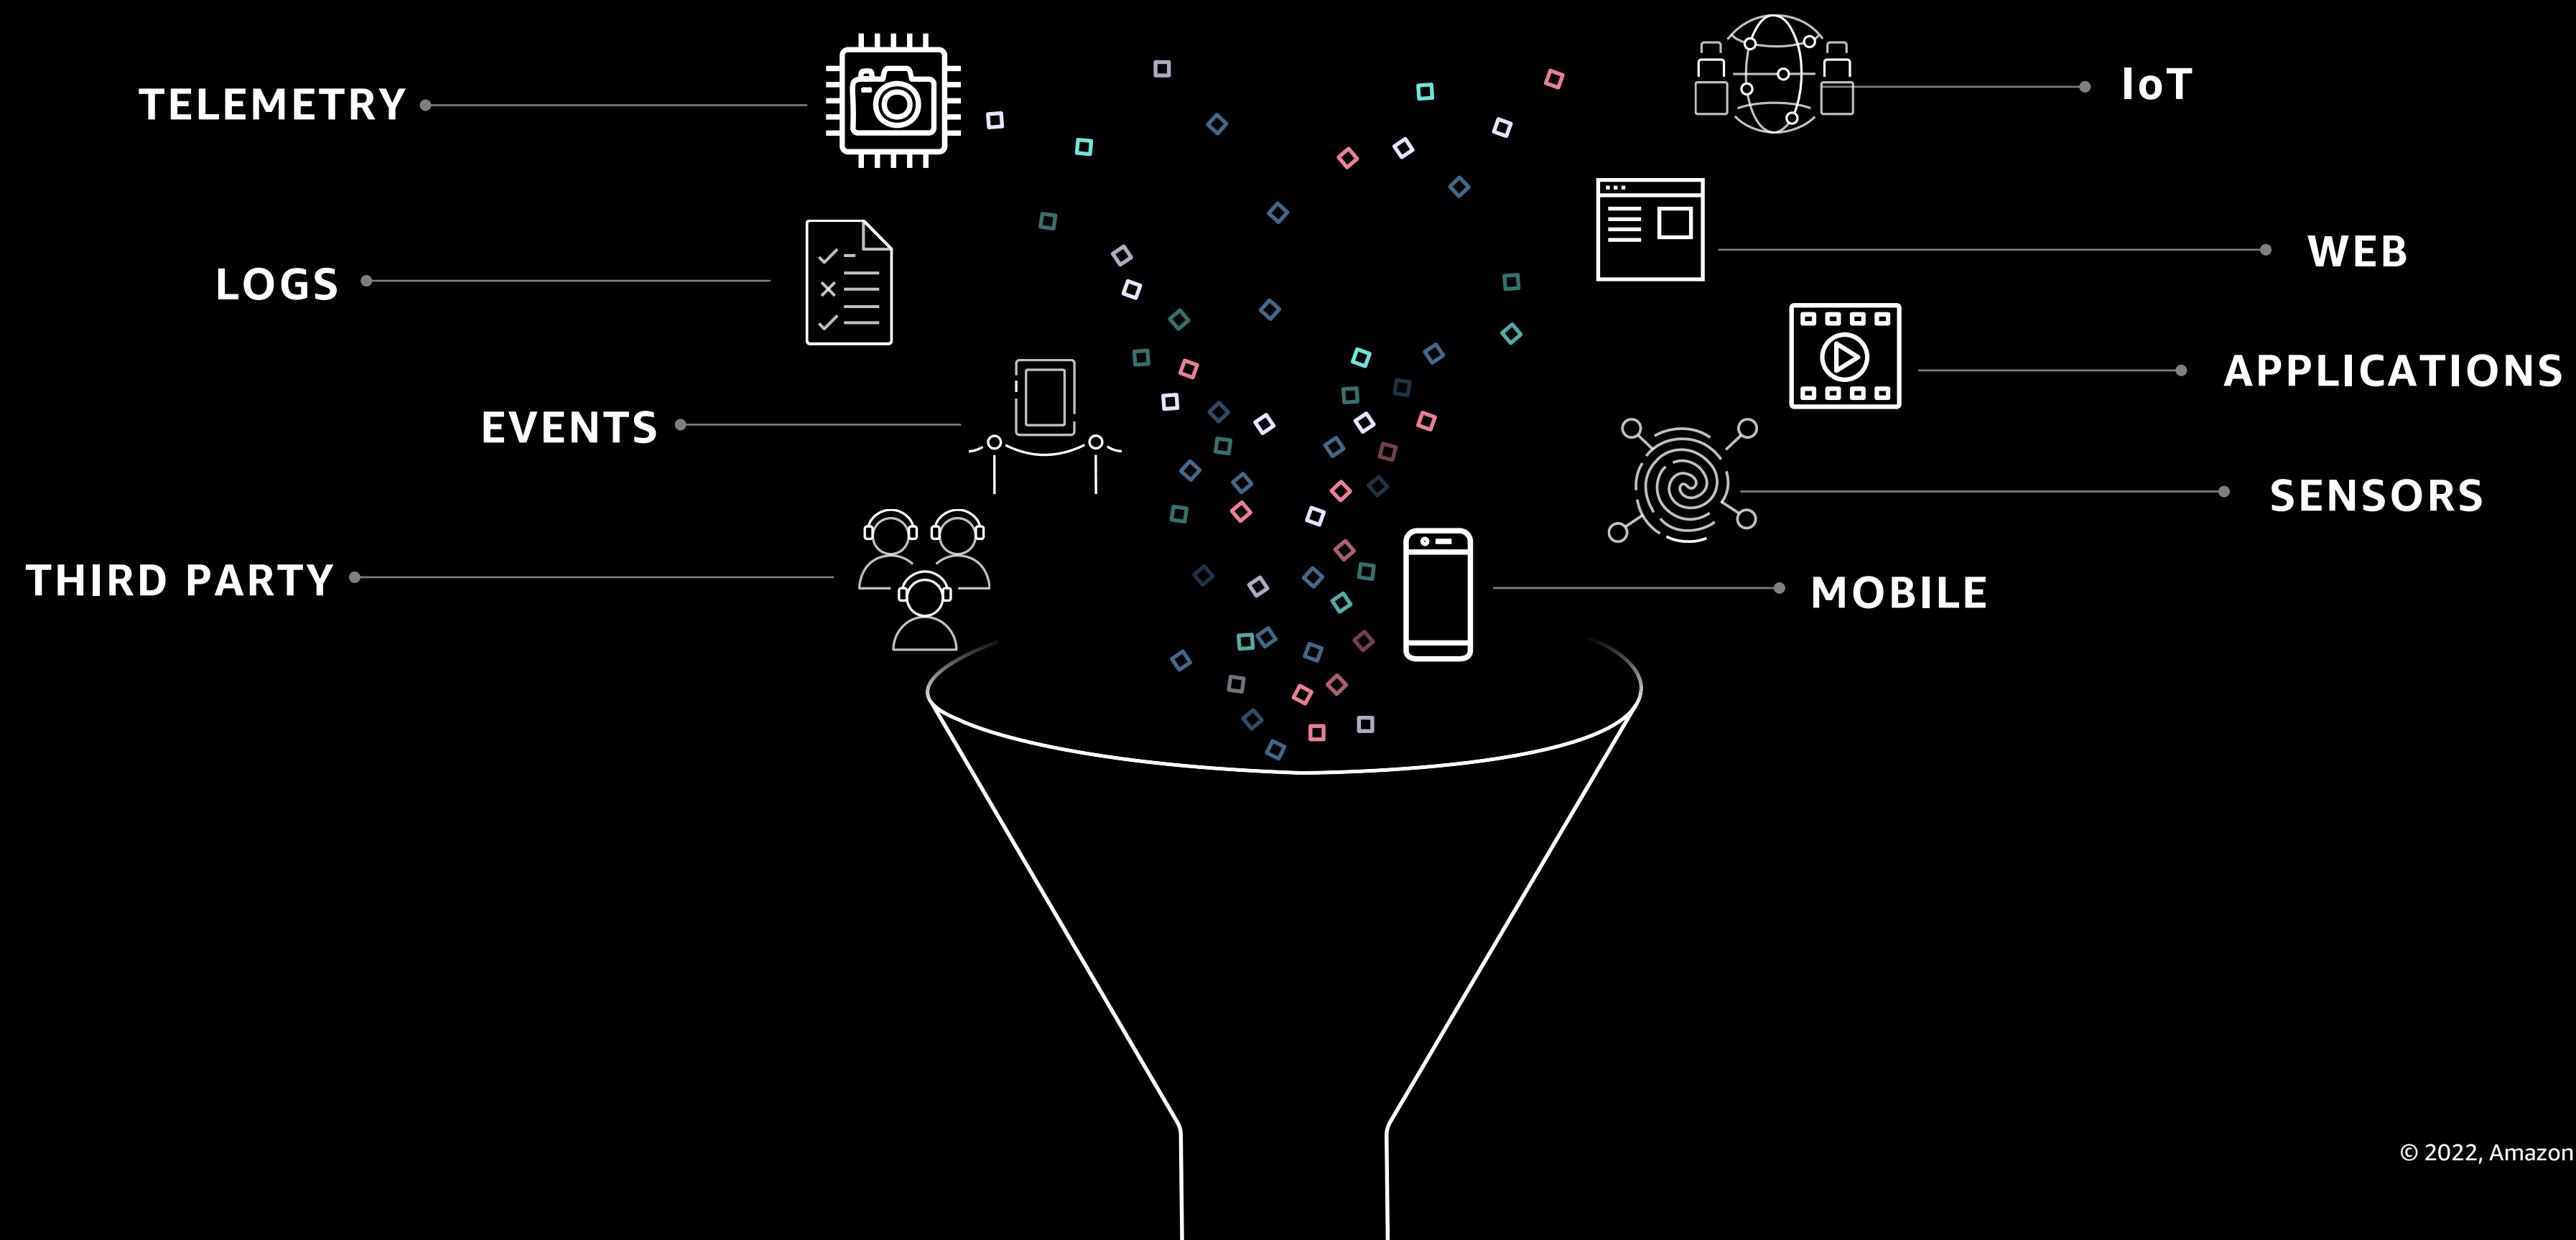 TELEMETRY
LOGS
EVENTS
THIRD PARTY
IoT
WEB
APPLICATIONS
SENSORS
MOBILE
© 2022, Amazon